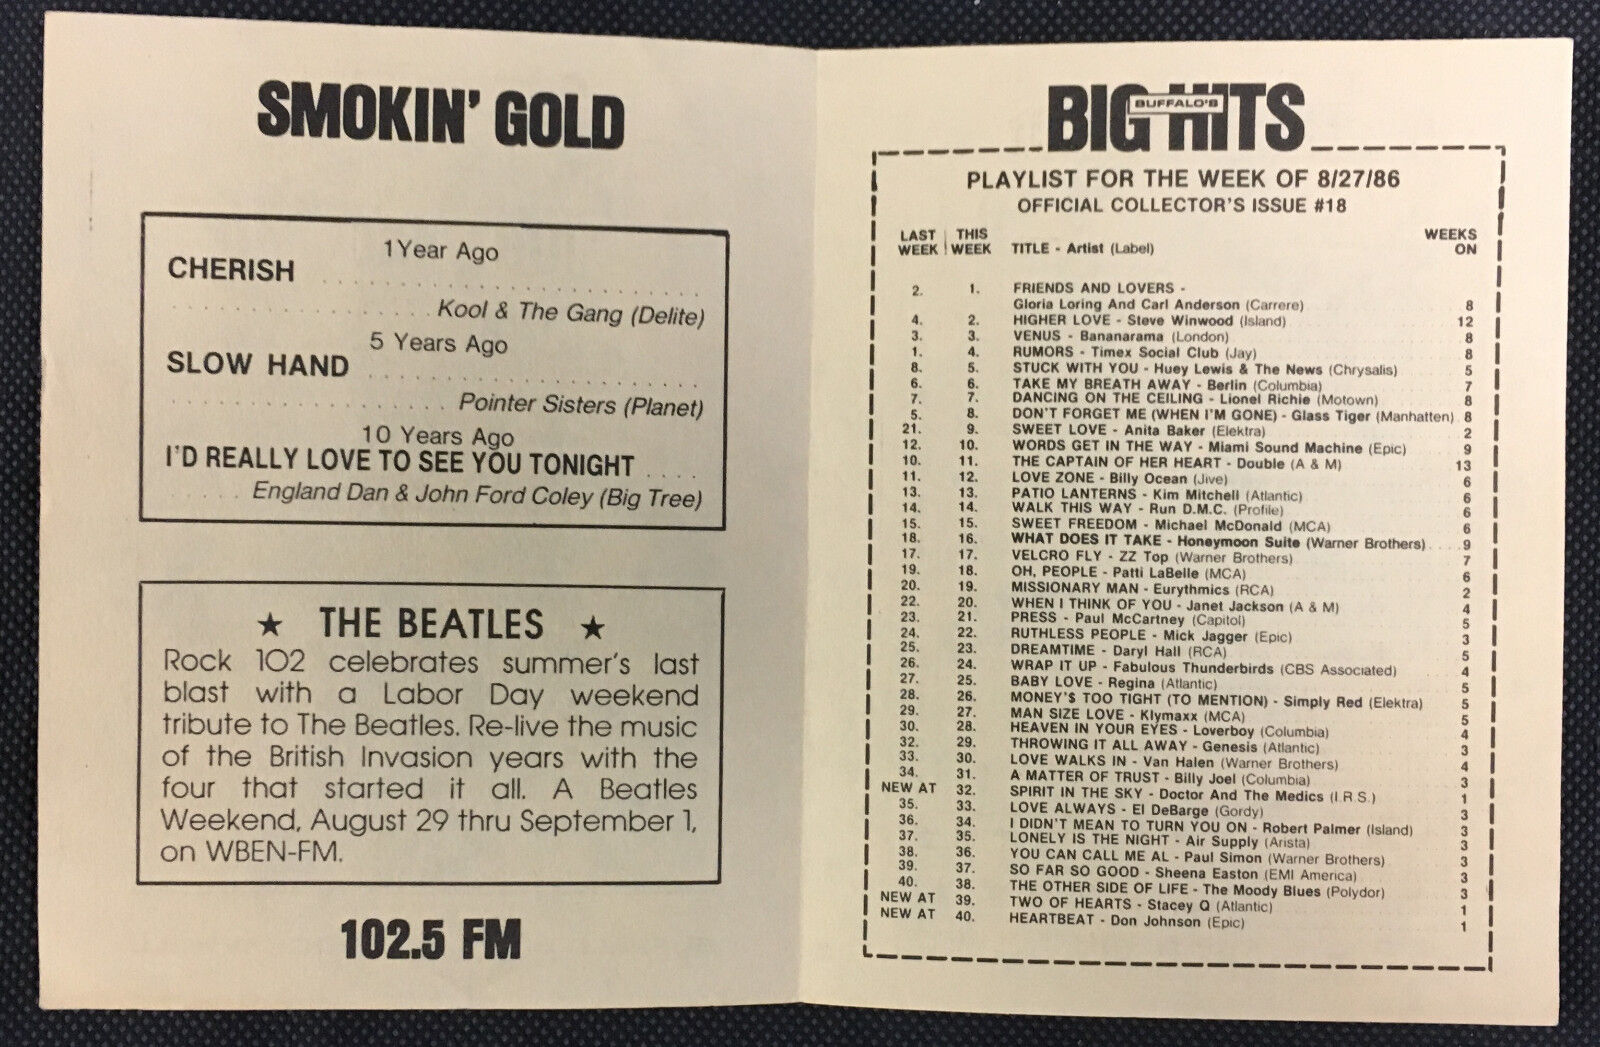 SMOKIN' GOLD
1 Year Ago
CHERISH
Kool & The Gang (Delite)
5 Years Ago
SLOW HAND
Pointer Sisters (Planet)
10 Years Ago
I'D REALLY LOVE TO SEE YOU TONIGHT
England Dan & John Ford Coley (Big Tree)
★ THE BEATLES ★
Rock 102 celebrates summer's last
blast with a Labor Day weekend
tribute to The Beatles. Re-live the music
of the British Invasion years with the
four that started it all. A Beatles
Weekend, August 29 thru September 1,
on WBEN-FM.
102.5 FM
BUFFALO'S
BIG HITS
PLAYLIST FOR THE WEEK OF 8/27/86
OFFICIAL COLLECTOR'S ISSUE #18
LAST THIS WEEKS
WEEK WEEK TITLE - Artist (Label) ON
2. 1. FRIENDS AND LOVERS -
Gloria Loring And Carl Anderson (Carrere) 8
4. 2. HIGHER LOVE - Steve Winwood (Island) 12
3. 3. VENUS - Bananarama (London) 8
1. 4. RUMORS - Timex Social Club (Jay) 8
8. 5. STUCK WITH YOU - Huey Lewis & The News (Chrysalis) 5
6. 6. TAKE MY BREATH AWAY - Berlin (Columbia) 7
7. 7. DANCING ON THE CEILING - Lionel Richie (Motown) 8
5. 8. DON'T FORGET ME (WHEN I'M GONE) - Glass Tiger (Manhatten) 8
21. 9. SWEET LOVE - Anita Baker (Elektra) 2
12. 10. WORDS GET IN THE WAY - Miami Sound Machine (Epic) 9
10. 11. THE CAPTAIN OF HER HEART - Double (A & M) 13
11. 12. LOVE ZONE - Billy Ocean (Jive) 6
13. 13. PATIO LANTERNS - Kim Mitchell (Atlantic) 6
14. 14. WALK THIS WAY - Run D.M.C. (Profile) 6
15. 15. SWEET FREEDOM - Michael McDonald (MCA) 6
18. 16. WHAT DOES IT TAKE - Honeymoon Suite (Warner Brothers) 9
17. 17. VELCRO FLY - ZZ Top (Warner Brothers) 7
19. 18. OH, PEOPLE - Patti LaBelle (MCA) 6
20. 19. MISSIONARY MAN - Eurythmics (RCA) 2
22. 20. WHEN I THINK OF YOU - Janet Jackson (A & M) 4
23. 21. PRESS - Paul McCartney (Capitol) 5
24. 22. RUTHLESS PEOPLE - Mick Jagger (Epic) 3
25. 23. DREAMTIME - Daryl Hall (RCA) 5
26. 24. WRAP IT UP - Fabulous Thunderbirds (CBS Associated) 4
27. 25. BABY LOVE - Regina (Atlantic) 5
28. 26. MONEY'$ TOO TIGHT (TO MENTION) - Simply Red (Elektra) 5
29. 27. MAN SIZE LOVE - Klymaxx (MCA) 5
30. 28. HEAVEN IN YOUR EYES - Loverboy (Columbia) 4
32. 29. THROWING IT ALL AWAY - Genesis (Atlantic) 3
33. 30. LOVE WALKS IN - Van Halen (Warner Brothers) 4
34. 31. A MATTER OF TRUST - Billy Joel (Columbia) 3
NEW AT 32. SPIRIT IN THE SKY - Doctor And The Medics (I.R.S.) 1
35. 33. LOVE ALWAYS - El DeBarge (Gordy) 3
36. 34. I DIDN'T MEAN TO TURN YOU ON - Robert Palmer (Island) 3
37. 35. LONELY IS THE NIGHT - Air Supply (Arista) 3
38. 36. YOU CAN CALL ME AL - Paul Simon (Warner Brothers) 3
39. 37. SO FAR SO GOOD - Sheena Easton (EMI America) 3
40. 38. THE OTHER SIDE OF LIFE - The Moody Blues (Polydor) 3
NEW AT 39. TWO OF HEARTS - Stacey Q (Atlantic) 1
NEW AT 40. HEARTBEAT - Don Johnson (Epic) 1